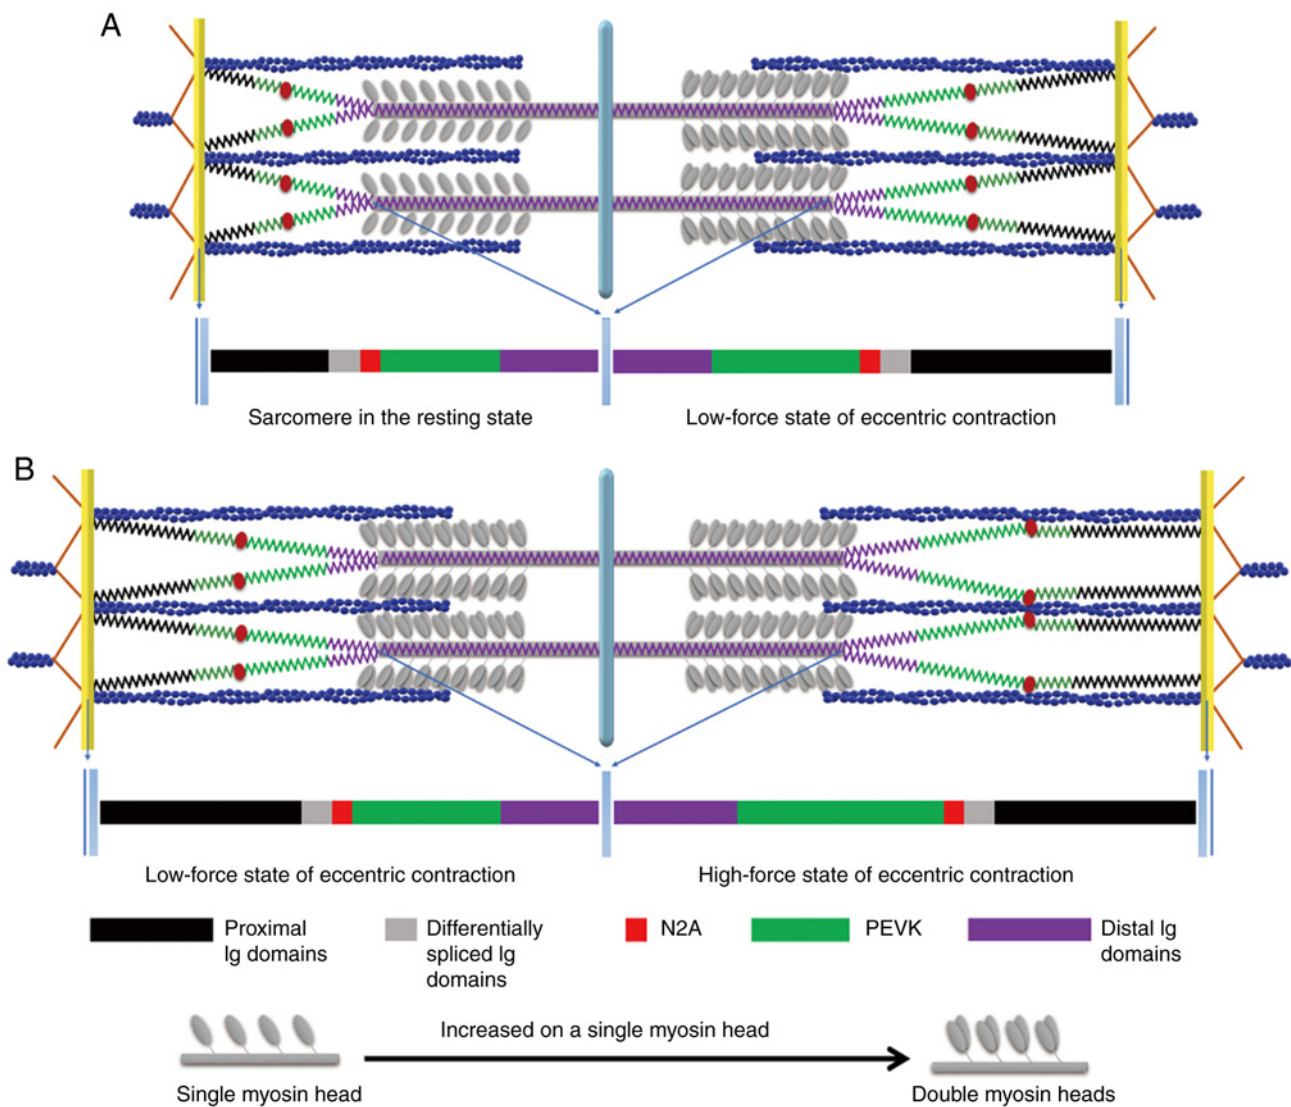 A
Sarcomere in the resting state
Low-force state of eccentric contraction
B
Low-force state of eccentric contraction
High-force state of eccentric contraction
Proximal
Ig domains
Differentially
spliced Ig
domains
N2A
PEVK
Distal Ig
domains
Increased on a single myosin head
Single myosin head
Double myosin heads